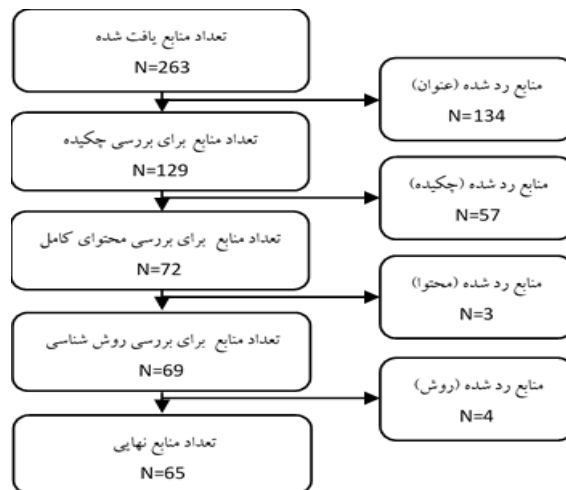 تعداد منابع یافت شده
N=263
منابع رد شده (عنوان)
N=134
تعداد منابع برای بررسی چکیده
N=129
منابع رد شده (چکیده)
N=57
تعداد منابع برای بررسی محتوای کامل
N=72
منابع رد شده (محتوا)
N=3
تعداد منابع برای بررسی روش شناسی
N=69
منابع رد شده (روش)
N=4
تعداد منابع نهایی
N=65